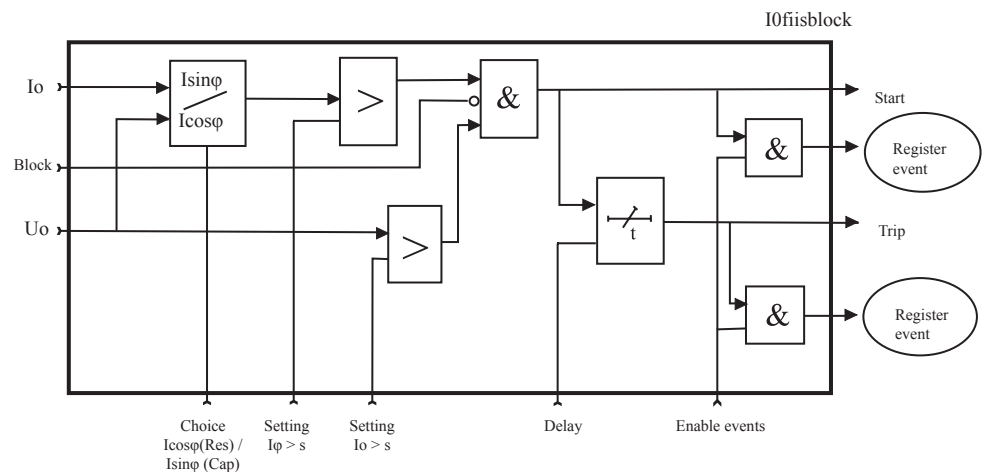 I0fiisblock
Io
Isinφ
Icosφ
>
&
Start
Block
&
Register
event
Uo
>
t
Trip
&
Register
event
Choice
Icosφ(Res) /
Isinφ (Cap)
Setting
Iφ > s
Setting
Io > s
Delay
Enable events